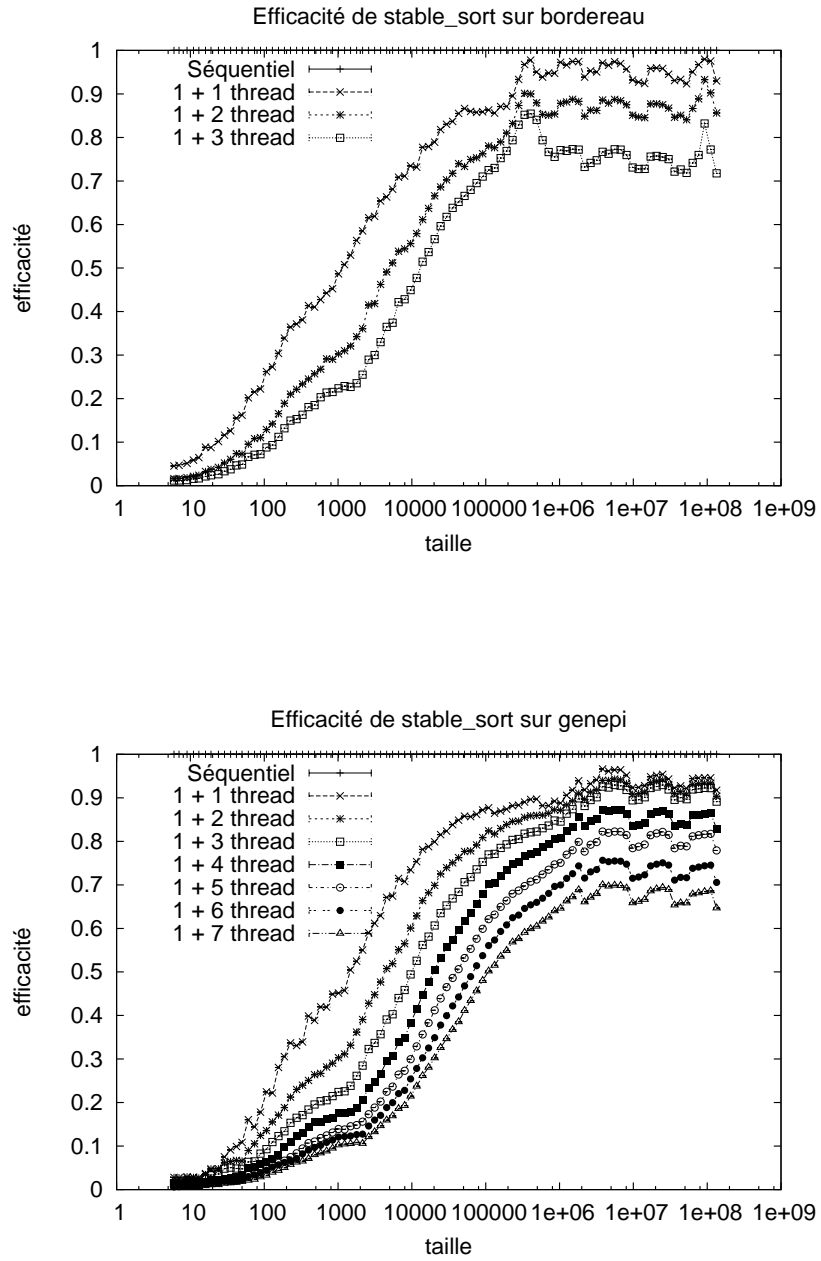 Efficacité de stable_sort sur bordereau
1
0.9
0.8
0.7
0.6
0.5
0.4
0.3
0.2
0.1
0
efficacité
Séquentiel
1 + 1 thread
1 + 2 thread
1 + 3 thread
1 10 100 1000 10000 100000 1e+06 1e+07 1e+08 1e+09
taille
Efficacité de stable_sort sur genepi
1
0.9
0.8
0.7
0.6
0.5
0.4
0.3
0.2
0.1
0
efficacité
Séquentiel
1 + 1 thread
1 + 2 thread
1 + 3 thread
1 + 4 thread
1 + 5 thread
1 + 6 thread
1 + 7 thread
1 10 100 1000 10000 100000 1e+06 1e+07 1e+08 1e+09
taille